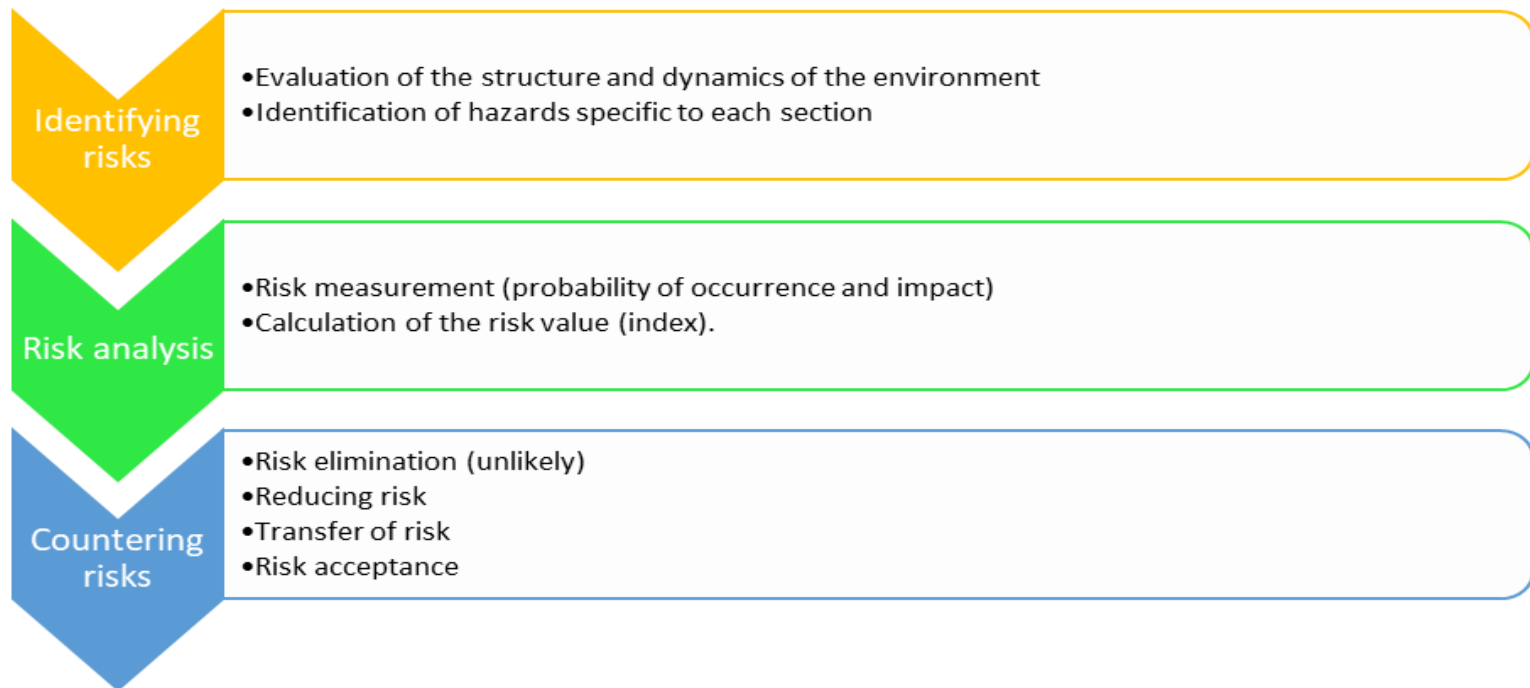 Identifying
risks
•Evaluation of the structure and dynamics of the environment
•Identification of hazards specific to each section
Risk analysis
•Risk measurement (probability of occurrence and impact)
•Calculation of the risk value (index).
Countering
risks
•Risk elimination (unlikely)
•Reducing risk
•Transfer of risk
•Risk acceptance